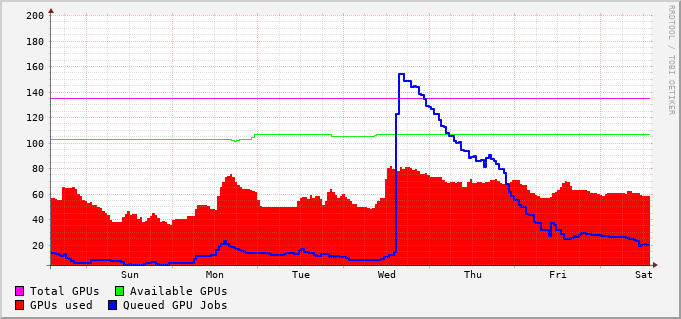 200
180
160
140
120
100
80
60
40
20
Sun Mon Tue Wed Thu Fri Sat
Total GPUs Available GPUs
GPUs used Queued GPU Jobs
RRDTOOL / TOBI OETIKER